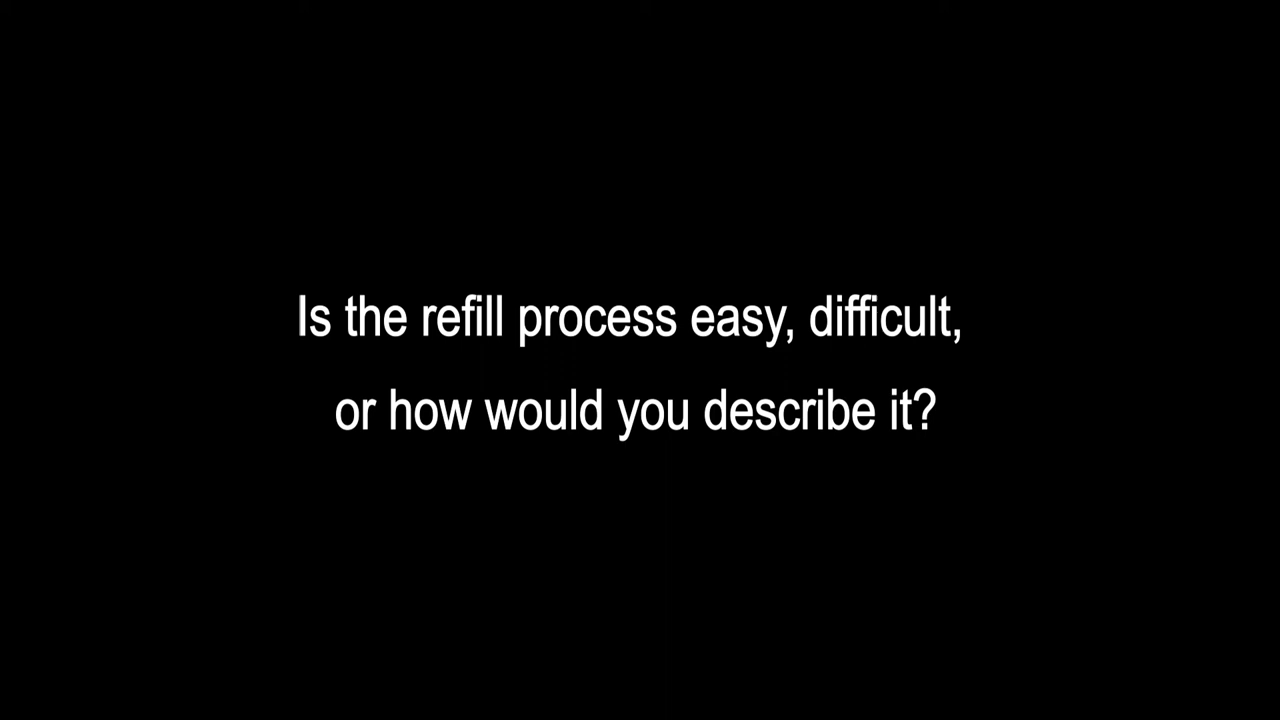 Is the refill process easy, difficult,
or how would you describe it?